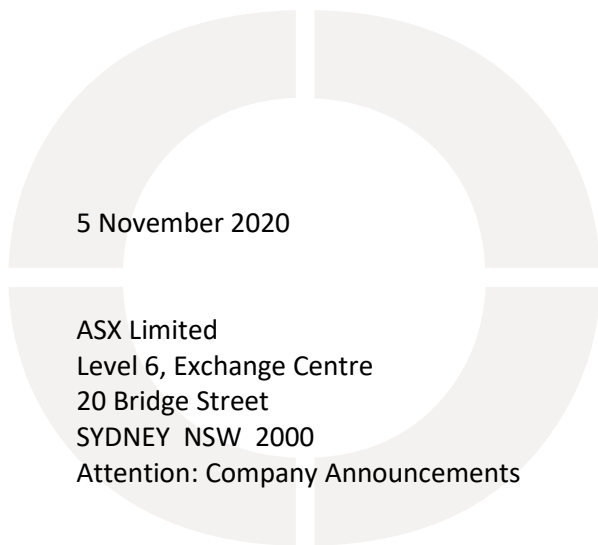 5 November 2020
ASX Limited
Level 6, Exchange Centre
20 Bridge Street
SYDNEY  NSW  2000
Attention: Company Announcements